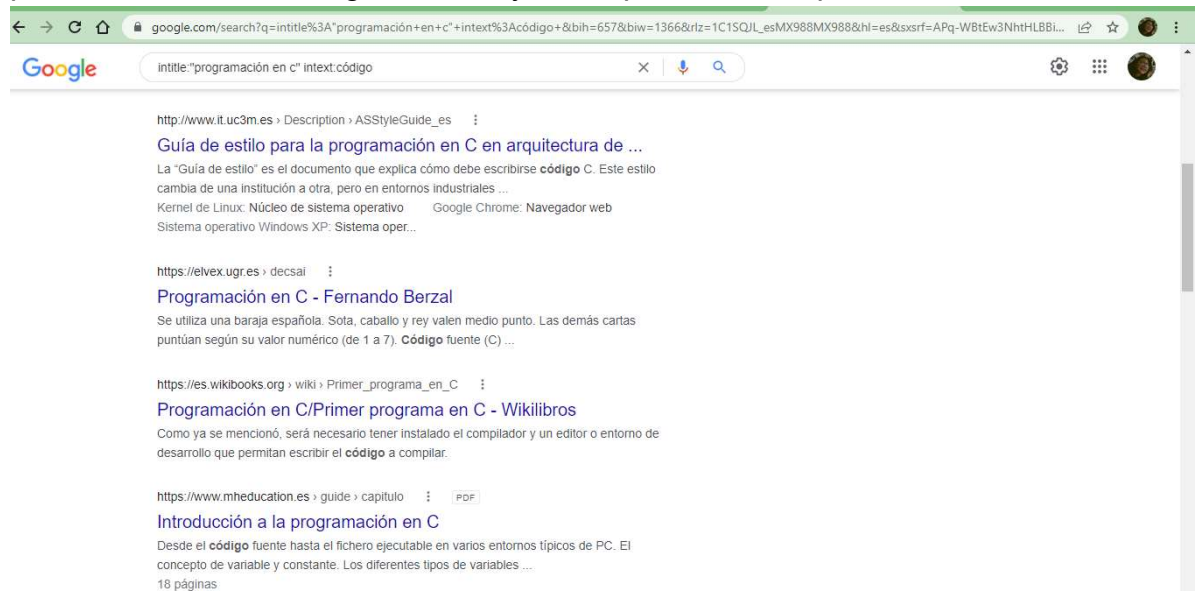 google.com/search?q=intitle%3A"programación+en+c"+intext%3Acódigo+&bih=657&biw=1366&rlz=1C1SQJL_esMX988MX988&hl=es&sxsrf=APq-WBtEw3NhtHLBBi...
Google
intitle:"programación en c" intext:código
http://www.it.uc3m.es › Description › ASStyleGuide_es
Guía de estilo para la programación en C en arquitectura de ...
La "Guía de estilo" es el documento que explica cómo debe escribirse código C. Este estilo
cambia de una institución a otra, pero en entornos industriales ...
Kernel de Linux: Núcleo de sistema operativo Google Chrome: Navegador web
Sistema operativo Windows XP: Sistema oper...
https://elvex.ugr.es › decsai
Programación en C - Fernando Berzal
Se utiliza una baraja española. Sota, caballo y rey valen medio punto. Las demás cartas
puntúan según su valor numérico (de 1 a 7). Código fuente (C) ...
https://es.wikibooks.org › wiki › Primer_programa_en_C
Programación en C/Primer programa en C - Wikilibros
Como ya se mencionó, será necesario tener instalado el compilador y un editor o entorno de
desarrollo que permitan escribir el código a compilar.
https://www.mheducation.es › guide › capitulo PDF
Introducción a la programación en C
Desde el código fuente hasta el fichero ejecutable en varios entornos típicos de PC. El
concepto de variable y constante. Los diferentes tipos de variables ...
18 páginas